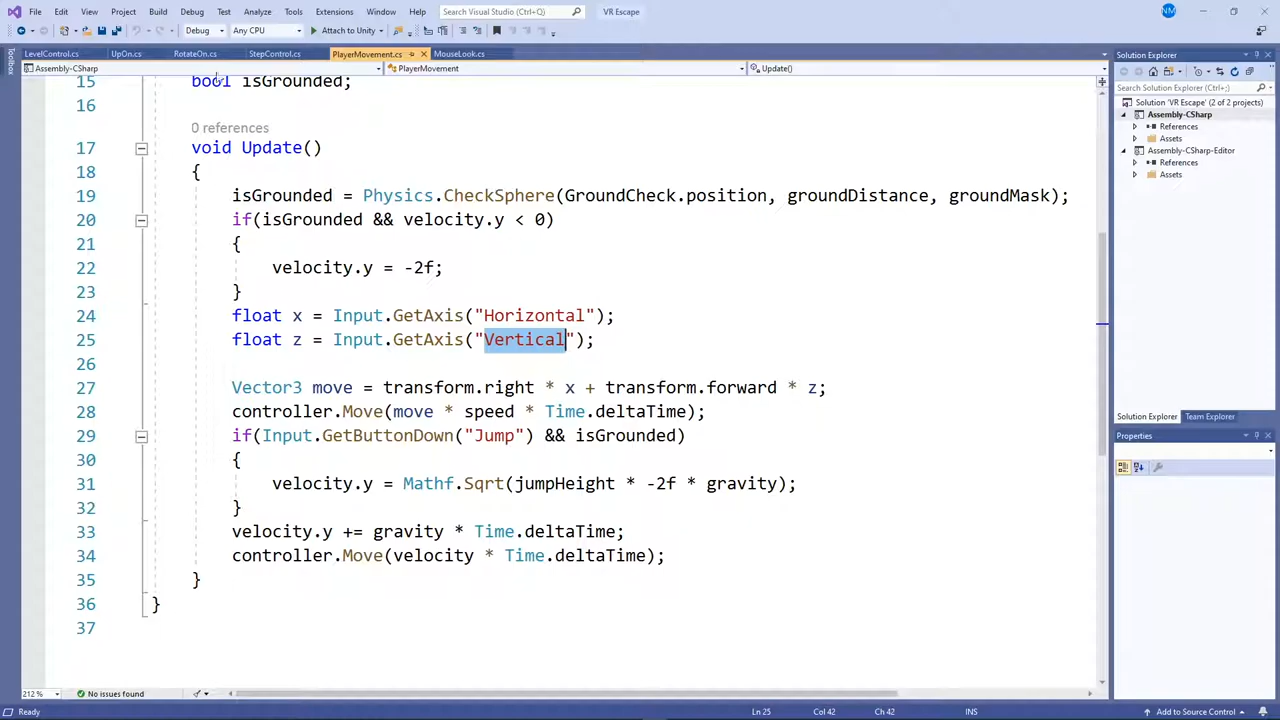 File Edit View Project Build Debug Test Analyze Tools Extensions Window Help Search Visual Studio (Ctrl+Q) VR Escape NM
Debug Any CPU Attach to Unity
LevelControl.cs UpOn.cs RotateOn.cs StepControl.cs PlayerMovement.cs MouseLook.cs
Assembly-CSharp PlayerMovement Update()
Toolbox
15 bool isGrounded;
16
0 references
17 void Update()
18 {
19 isGrounded = Physics.CheckSphere(GroundCheck.position, groundDistance, groundMask);
20 if(isGrounded && velocity.y < 0)
21 {
22 velocity.y = -2f;
23 }
24 float x = Input.GetAxis("Horizontal");
25 float z = Input.GetAxis("Vertical");
26
27 Vector3 move = transform.right * x + transform.forward * z;
28 controller.Move(move * speed * Time.deltaTime);
29 if(Input.GetButtonDown("Jump") && isGrounded)
30 {
31 velocity.y = Mathf.Sqrt(jumpHeight * -2f * gravity);
32 }
33 velocity.y += gravity * Time.deltaTime;
34 controller.Move(velocity * Time.deltaTime);
35 }
36 }
37
212 % No issues found
Ready Ln 25 Col 42 Ch 42 INS Add to Source Control
Solution Explorer
Search Solution Explorer (Ctrl+;)
Solution 'VR Escape' (2 of 2 projects)
Assembly-CSharp
References
Assets
Assembly-CSharp-Editor
References
Assets
Solution Explorer Team Explorer
Properties